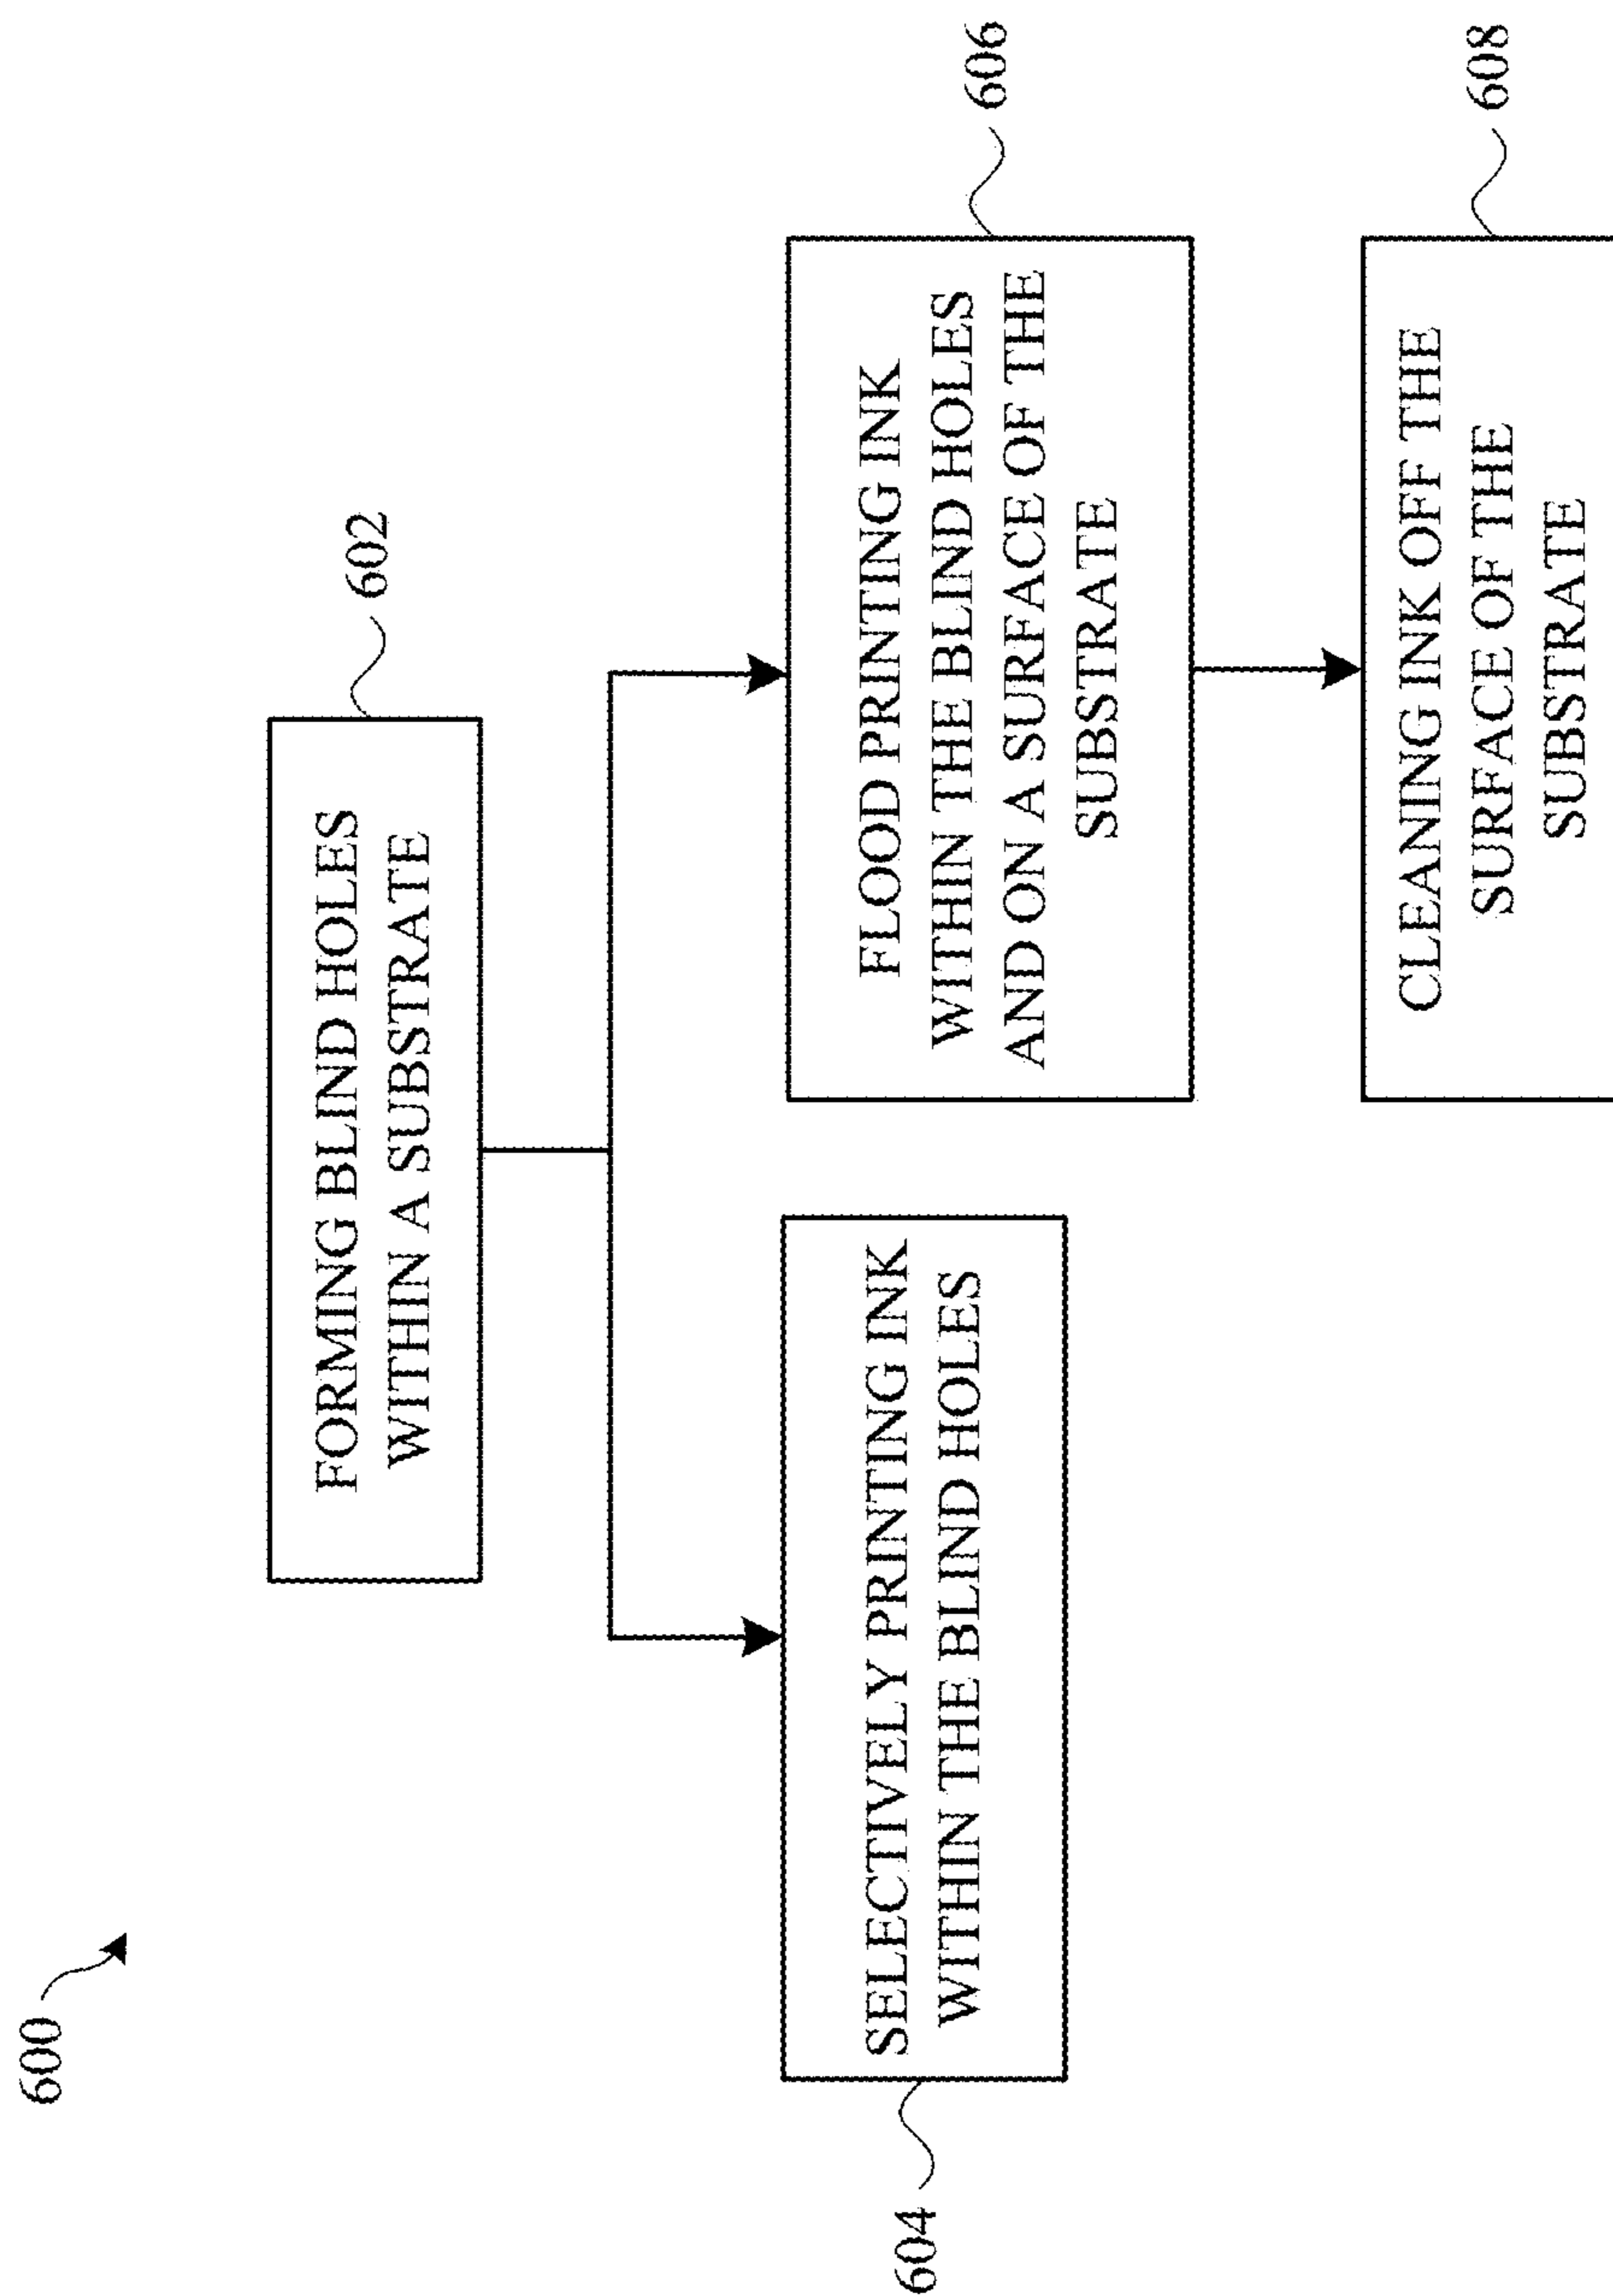 600
FORMING BLIND HOLES
WITHIN A SUBSTRATE
602
SELECTIVELY PRINTING INK
WITHIN THE BLIND HOLES
604
FLOOD PRINTING INK
WITHIN THE BLIND HOLES
AND ON A SURFACE OF THE
SUBSTRATE
606
CLEANING INK OFF THE
SURFACE OF THE
SUBSTRATE
608